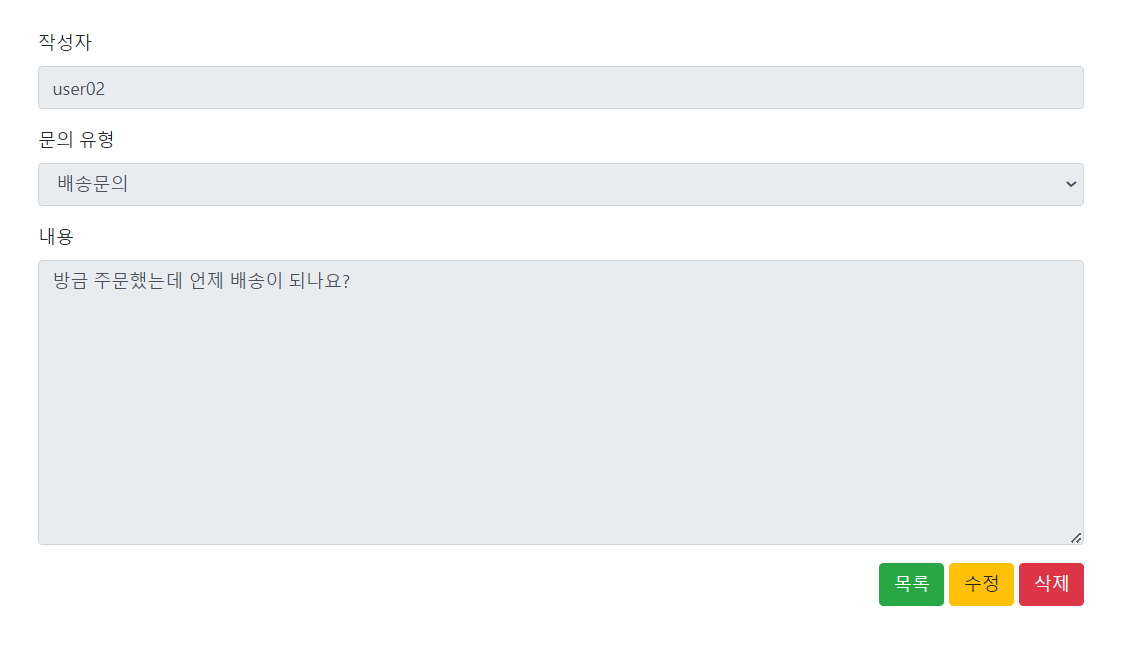 작성자
user02
문의 유형
배송문의
내용
방금 주문했는데 언제 배송이 되나요?
목록 수정 삭제